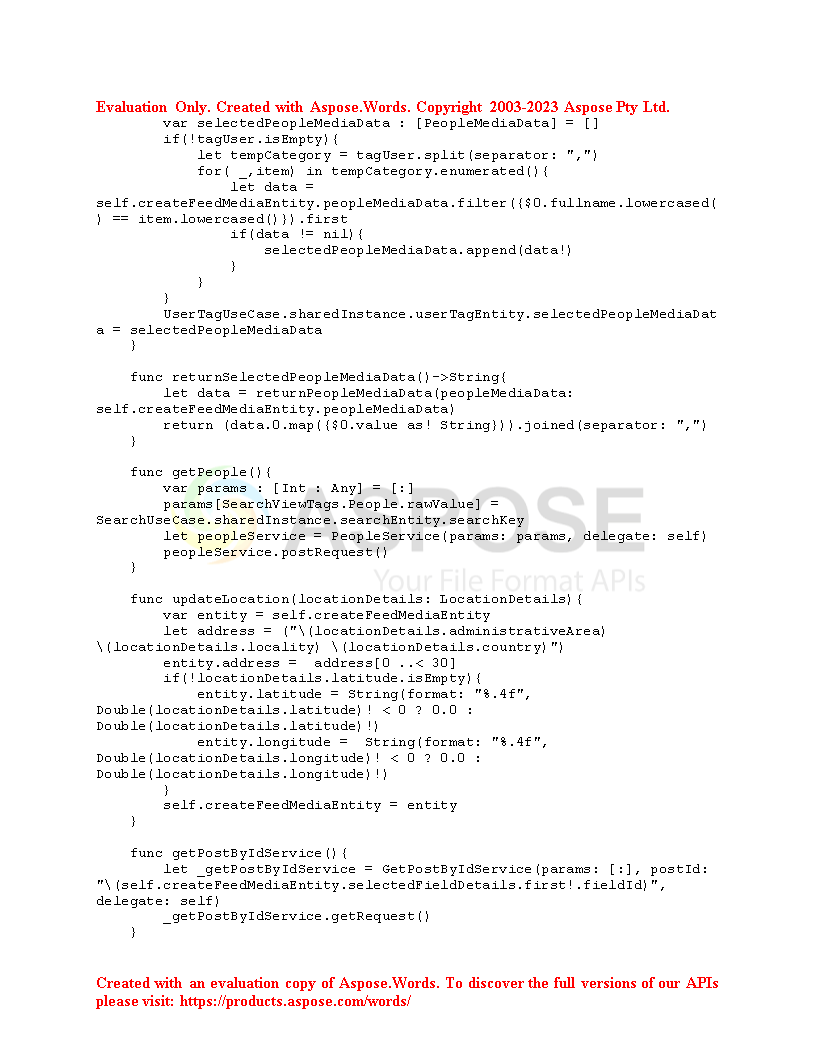 Evaluation Only. Created with Aspose.Words. Copyright 2003-2023 Aspose Pty Ltd.
        var selectedPeopleMediaData : [PeopleMediaData] = []
        if(!tagUser.isEmpty){
            let tempCategory = tagUser.split(separator: ",")
            for( _,item) in tempCategory.enumerated(){
                let data =
self.createFeedMediaEntity.peopleMediaData.filter({$0.fullname.lowercased(
) == item.lowercased()}).first
                if(data != nil){
                    selectedPeopleMediaData.append(data!)
                }
            }
        }
        UserTagUseCase.sharedInstance.userTagEntity.selectedPeopleMediaDat
a = selectedPeopleMediaData
    }
    func returnSelectedPeopleMediaData()->String{
        let data = returnPeopleMediaData(peopleMediaData:
self.createFeedMediaEntity.peopleMediaData)
        return (data.0.map({$0.value as! String})).joined(separator: ",")
    }
    func getPeople(){
        var params : [Int : Any] = [:]
        params[SearchViewTags.People.rawValue] =
SearchUseCase.sharedInstance.searchEntity.searchKey
        let peopleService = PeopleService(params: params, delegate: self)
        peopleService.postRequest()
    }
ASPOSE
Your File Format APIs
    func updateLocation(locationDetails: LocationDetails){
        var entity = self.createFeedMediaEntity
        let address = ("\(locationDetails.administrativeArea)
\(locationDetails.locality) \(locationDetails.country)")
        entity.address =  address[0 ..< 30]
        if(!locationDetails.latitude.isEmpty){
            entity.latitude = String(format: "%.4f",
Double(locationDetails.latitude)! < 0 ? 0.0 :
Double(locationDetails.latitude)!)
            entity.longitude =  String(format: "%.4f",
Double(locationDetails.longitude)! < 0 ? 0.0 :
Double(locationDetails.longitude)!)
        }
        self.createFeedMediaEntity = entity
    }
    func getPostByIdService(){
        let _getPostByIdService = GetPostByIdService(params: [:], postId:
"\(self.createFeedMediaEntity.selectedFieldDetails.first!.fieldId)",
delegate: self)
        _getPostByIdService.getRequest()
    }
Created with an evaluation copy of Aspose.Words. To discover the full versions of our APIs
please visit: https://products.aspose.com/words/